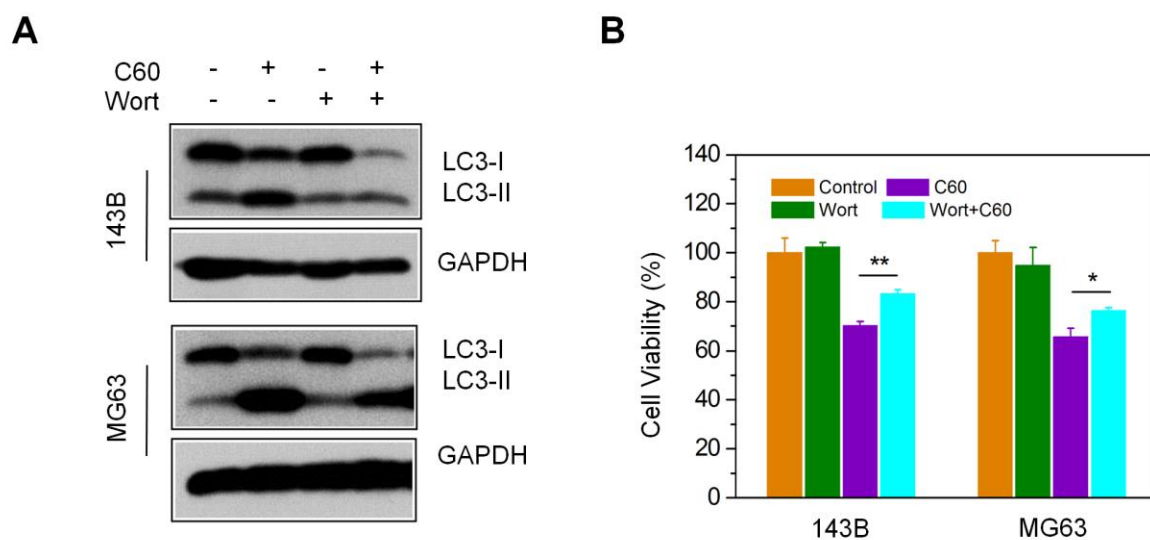 A
C60 - + - +
Wort - - + +
143B
LC3-I
LC3-II
GAPDH
MG63
LC3-I
LC3-II
GAPDH
B
Cell Viability (%)
140
120
100
80
60
40
20
0
Control C60
Wort Wort+C60
**
*
143B MG63